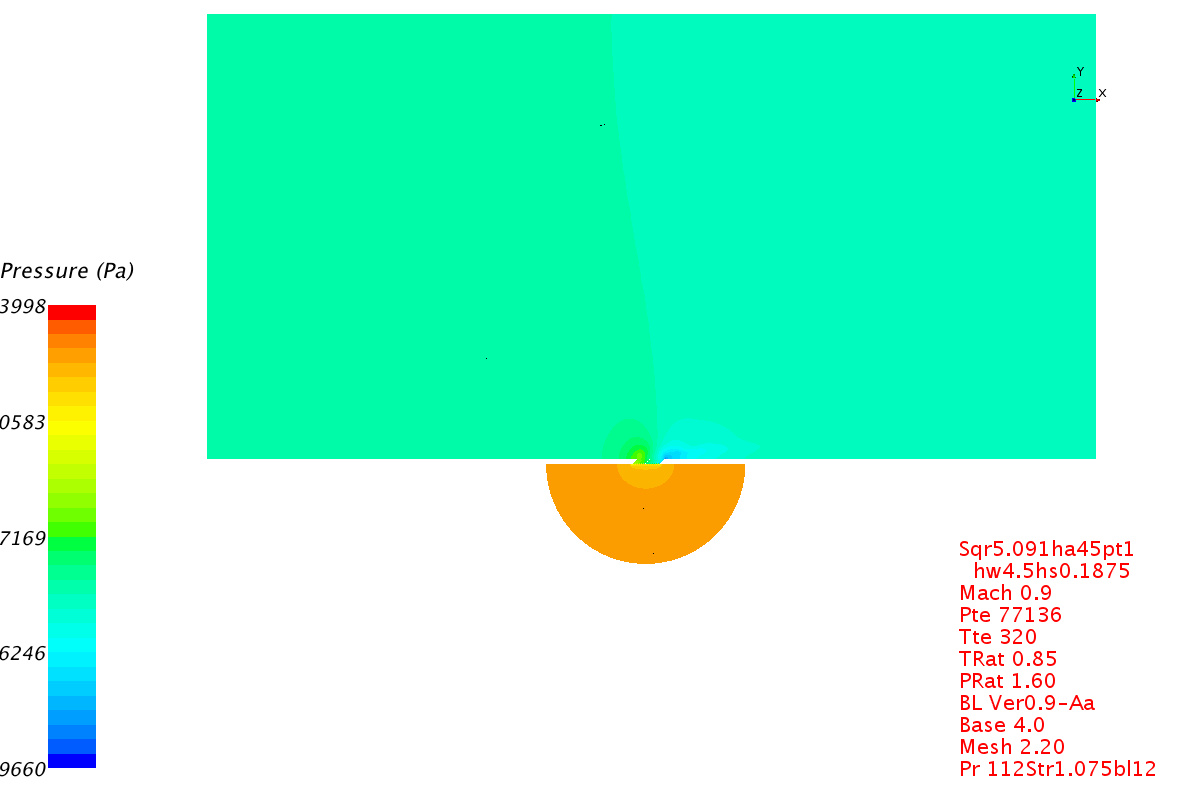 Y
Z X
Pressure (Pa)
3998
0583
7169
6246
9660
Sqr5.091ha45pt1
hw4.5hs0.1875
Mach 0.9
Pte 77136
Tte 320
TRat 0.85
PRat 1.60
BL Ver0.9-Aa
Base 4.0
Mesh 2.20
Pr 112Str1.075bl12